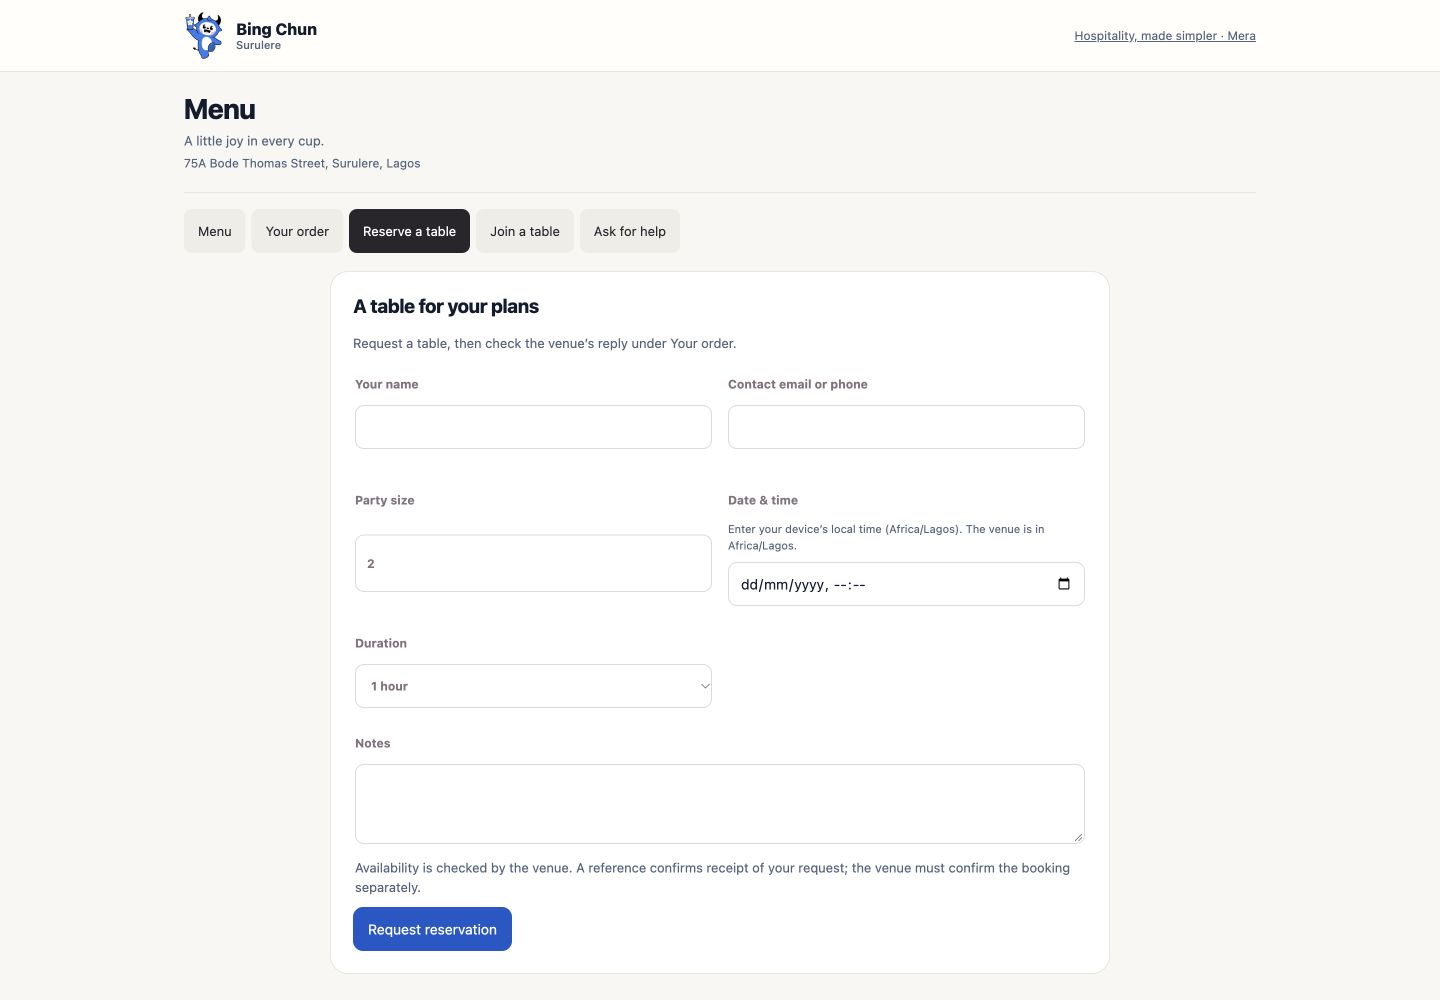 Bing Chun
Surulere
Hospitality, made simpler · Mera
Menu
A little joy in every cup.
75A Bode Thomas Street, Surulere, Lagos
Menu
Your order
Reserve a table
Join a table
Ask for help
A table for your plans
Request a table, then check the venue's reply under Your order.
Your name
Contact email or phone
Party size
2
Date & time
Enter your device's local time (Africa/Lagos). The venue is in
Africa/Lagos.
dd/mm/yyyy, --:--
Duration
1 hour
Notes
Availability is checked by the venue. A reference confirms receipt of your request; the venue must confirm the booking
separately.
Request reservation